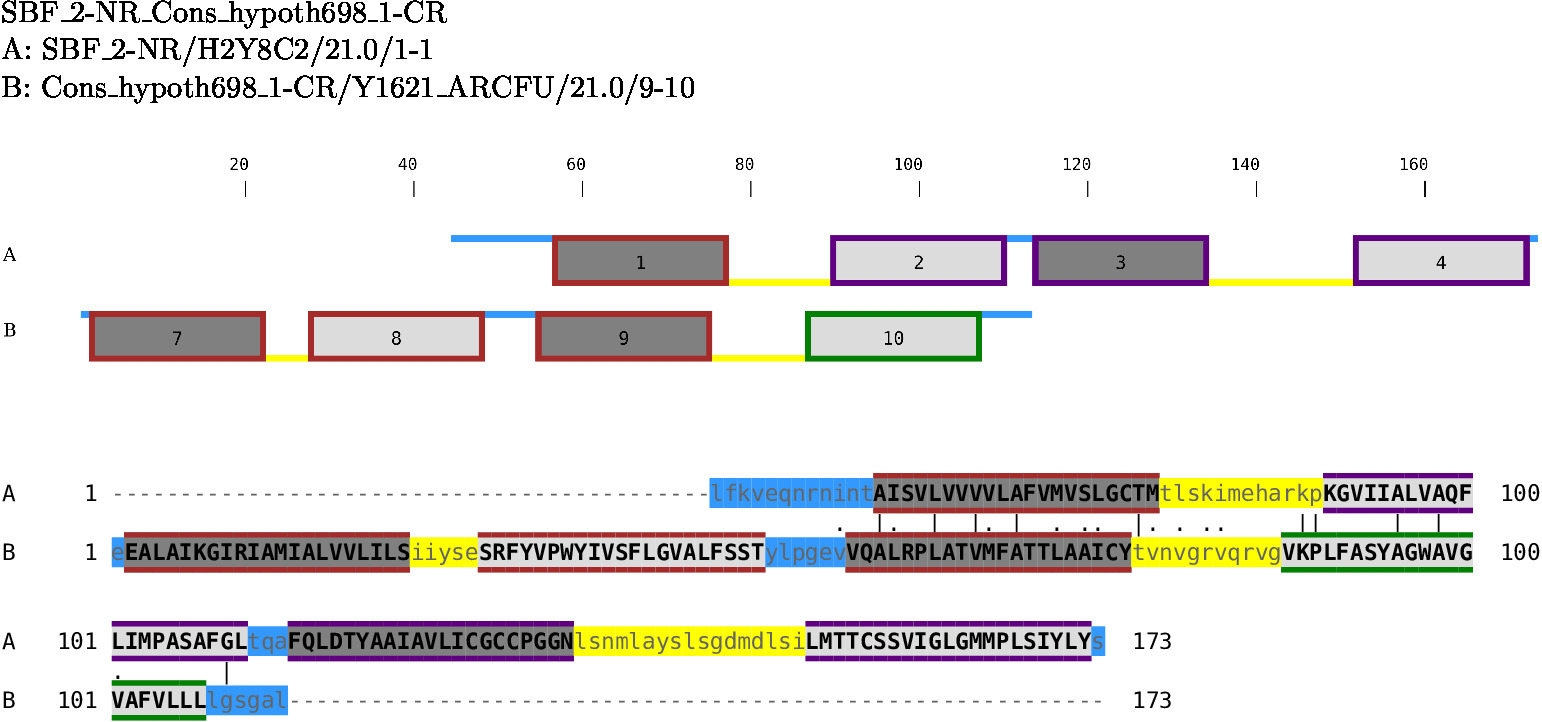 SBF_2-NR_Cons_hypoth698_1-CR
A: SBF_2-NR/H2Y8C2/21.0/1-1
B: Cons_hypoth698_1-CR/Y1621_ARCFU/21.0/9-10
20 40 60 80 100 120 140 160
A 1 2 3 4
B 7 8 9 10
A 1 --------------------------------------------lfkveqnrnintAISVLVVVVLAFVMVSLGCTMtlskimeharkpKGVIIALVAQF 100
. |. | |. | . .. |. . .. || | |
B 1 eEALAIKGIRIAMIALVVLILSiiyseSRFYVPWYIVSFLGVALFSSTylpgevVQALRPLATVMFATTLAAICYtvnvgrvqrvgVKPLFASYAGWAVG 100
A 101 LIMPASAFGLtqaFQLDTYAAIAVLICGCCPGGNlsnmlayslsgdmdlsiLMTTCSSVIGLGMMPLSIYLYs 173
. |
B 101 VAFVLLLlgsgal------------------------------------------------------------ 173